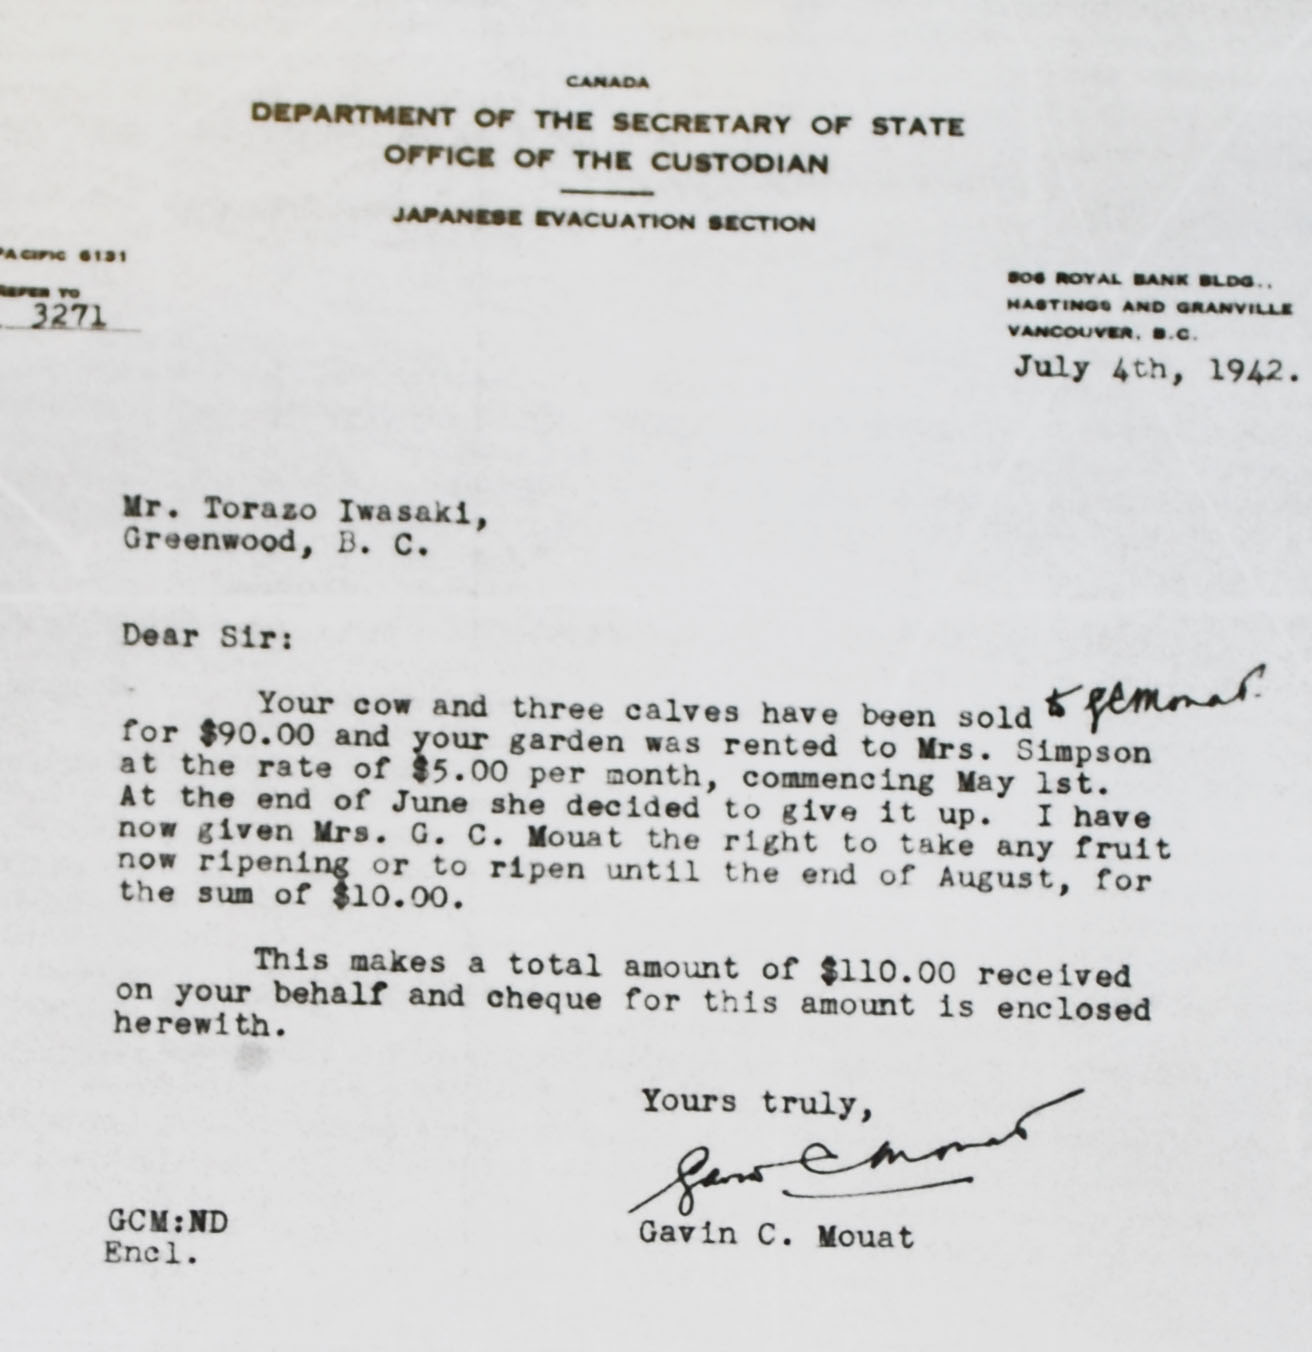 CANADA
DEPARTMENT OF THE SECRETARY OF STATE
OFFICE OF THE CUSTODIAN
JAPANESE EVACUATION SECTION
PACIFIC 6131
REFER TO
3271
506 ROYAL BANK BLDG.,
HASTINGS AND GRANVILLE
VANCOUVER, B.C.
July 4th, 1942.
Mr. Torazo Iwasaki,
Greenwood, B. C.
Dear Sir:
Your cow and three calves have been sold to GCMouat.
for $90.00 and your garden was rented to Mrs. Simpson
at the rate of $5.00 per month, commencing May 1st.
At the end of June she decided to give it up. I have
now given Mrs. G. C. Mouat the right to take any fruit
now ripening or to ripen until the end of August, for
the sum of $10.00.
This makes a total amount of $110.00 received
on your behalf and cheque for this amount is enclosed
herewith.
Yours truly,
Gavin C Mouat
Gavin C. Mouat
GCM:ND
Encl.